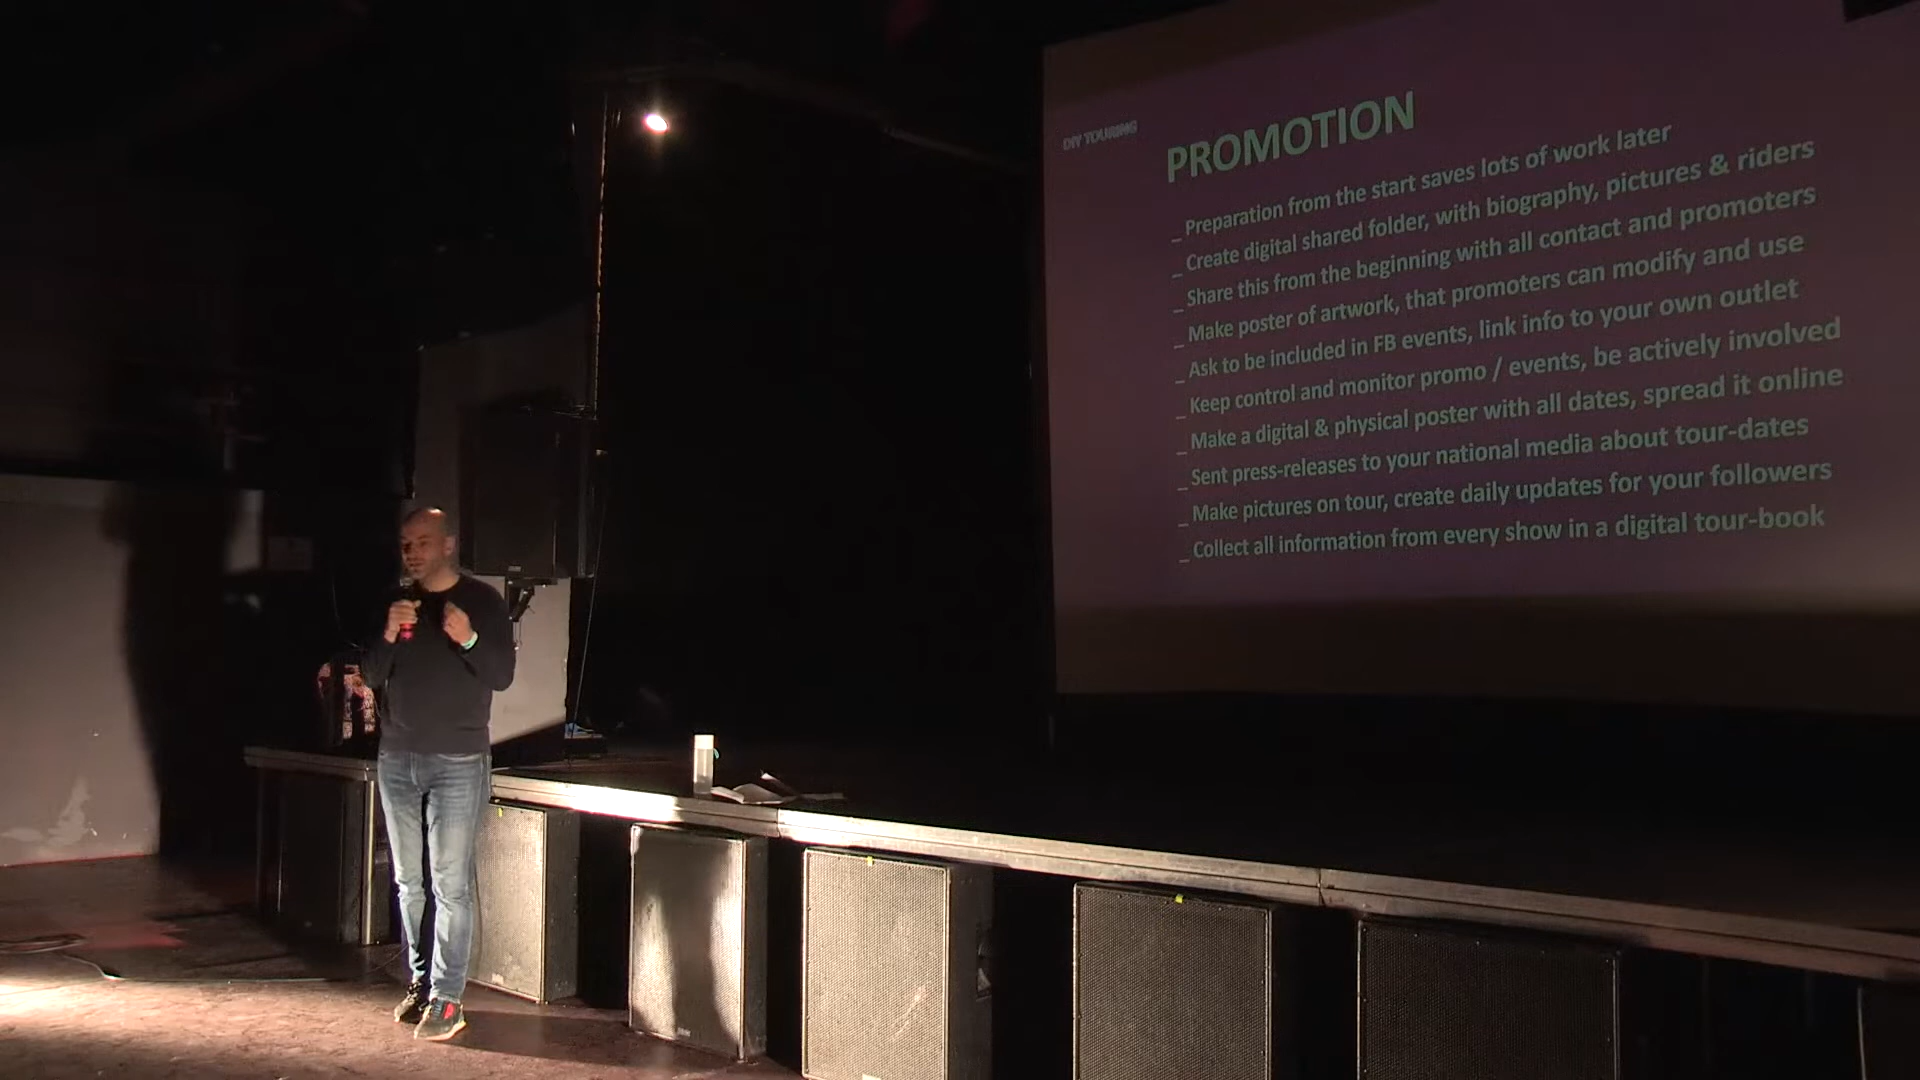 DIY TOURING
PROMOTION
_ Preparation from the start saves lots of work later
_ Create digital shared folder, with biography, pictures & riders
_ Share this from the beginning with all contact and promoters
_ Make poster of artwork, that promoters can modify and use
_ Ask to be included in FB events, link info to your own outlet
_ Keep control and monitor promo / events, be actively involved
_ Make a digital & physical poster with all dates, spread it online
_ Sent press-releases to your national media about tour-dates
_ Make pictures on tour, create daily updates for your followers
_ Collect all information from every show in a digital tour-book